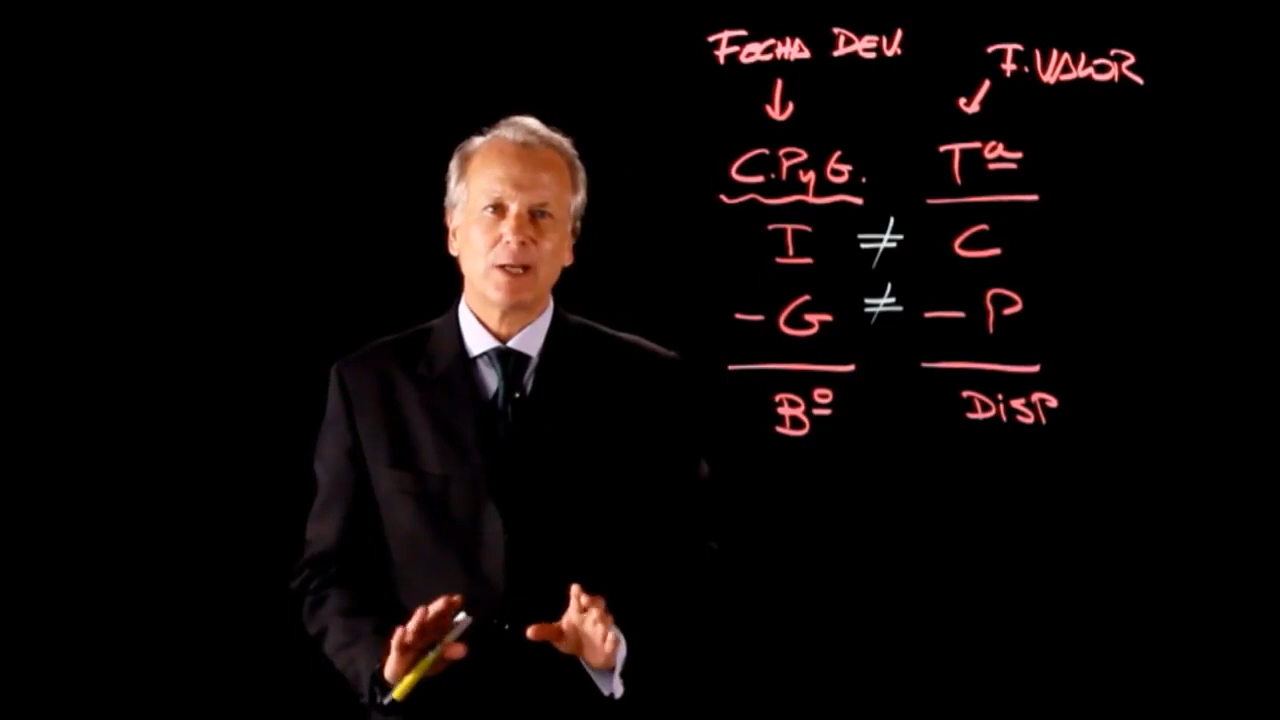 FECHA DEV. F. VALOR
↓ ↙
C.PyG. Tª
I ≠ C
- G ≠ - P
Bº DISP